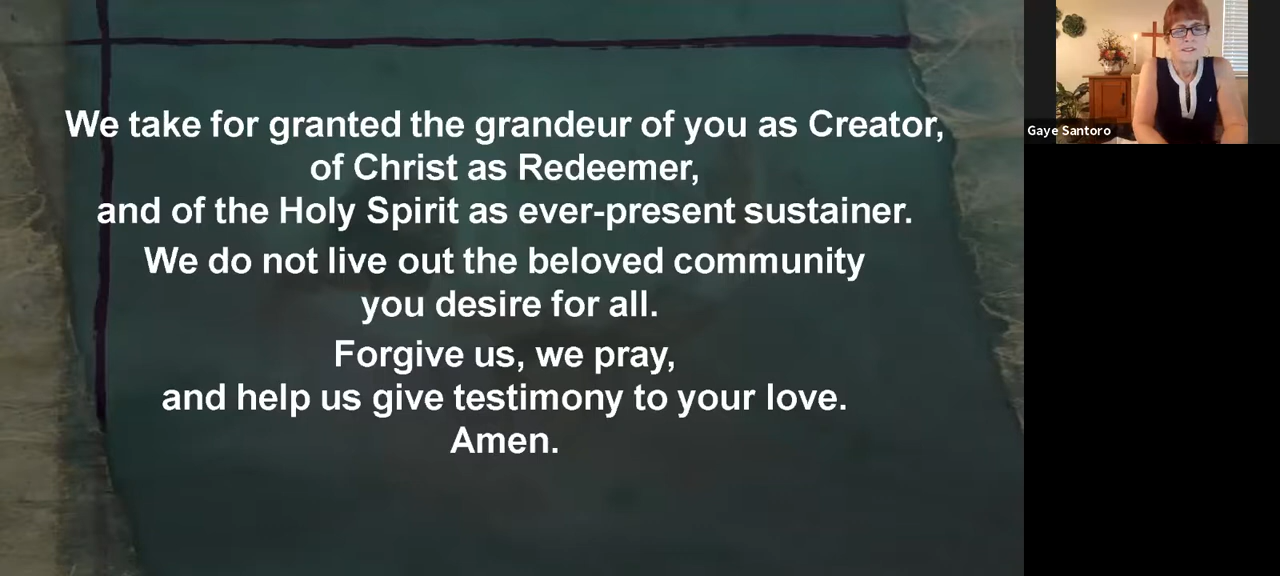 We take for granted the grandeur of you as Creator,
of Christ as Redeemer,
and of the Holy Spirit as ever-present sustainer.
We do not live out the beloved community
you desire for all.
Forgive us, we pray,
and help us give testimony to your love.
Amen.
Gaye Santoro